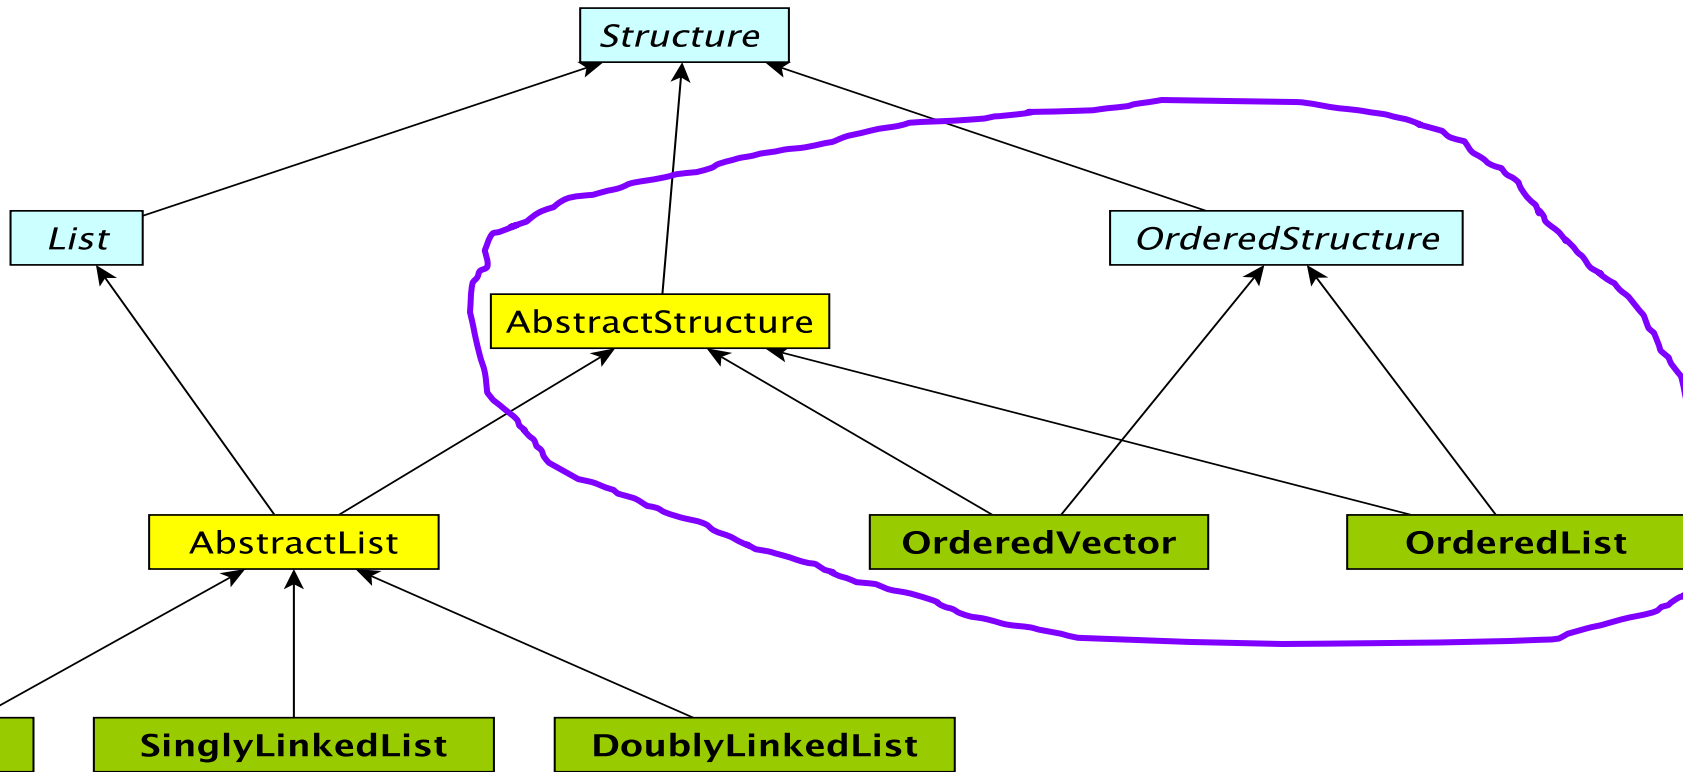 Structure
List
OrderedStructure
AbstractStructure
AbstractList
OrderedVector
OrderedList
SinglyLinkedList
DoublyLinkedList